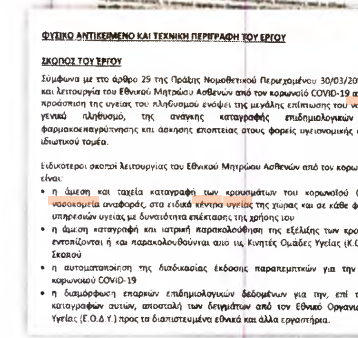 ΦΥΣΙΚΟ ΑΝΤΙΚΕΙΜΕΝΟ ΚΑΙ ΤΕΧΝΙΚΗ ΠΕΡΙΓΡΑΦΗ ΤΟΥ ΕΡΓΟΥ
ΣΚΟΠΟΣ ΤΟΥ ΕΡΓΟΥ
Σύμφωνα με το άρθρο 29 της Πράξης Νομοθετικού Περιεχομένου 30/03/20
και λειτουργία του Εθνικού Μητρώου Ασθενών από τον κορωνοϊό COVID-19
προάσπιση της υγείας του πληθυσμού ενόψει της μεγάλης επίπτωσης του
γενικό πληθυσμό, της ανάγκης καταγραφής επιδημιολογικών
φαρμακοεπαγρύπνησης και άσκησης εποπτείας στους φορείς υγειονομικής
ιδιωτικού τομέα.
Ειδικότεροι σκοποί λειτουργίας του Εθνικού Μητρώου Ασθενών από τον κορω
είναι:
• η άμεση και ταχεία καταγραφή των κρουσμάτων του κορωνοϊού
νοσοκομεία αναφοράς, στα ειδικά κέντρα υγείας της χώρας και σε κάθε
υπηρεσιών υγείας με δυνατότητα επέκτασης της χρήσης του
• η άμεση καταγραφή και ιατρική παρακολούθηση της εξέλιξης των κρο
εντοπίζονται ή και παρακολουθούνται από τις Κινητές Ομάδες Υγείας (Κ.Ο
σκοπού
• η αυτοματοποίηση της διαδικασίας έκδοσης παραπεμπτικών για την
κορωνοϊού COVID-19
• η διαμόρφωση επαρκών επιδημιολογικών δεδομένων για την, επί τ
καταγραφών αυτών, αποστολή των δειγμάτων από τον Εθνικό Οργανι
Υγείας (Ε.Ο.Δ.Υ.) προς τα διαπιστευμένα εθνικά και άλλα εργαστήρια.